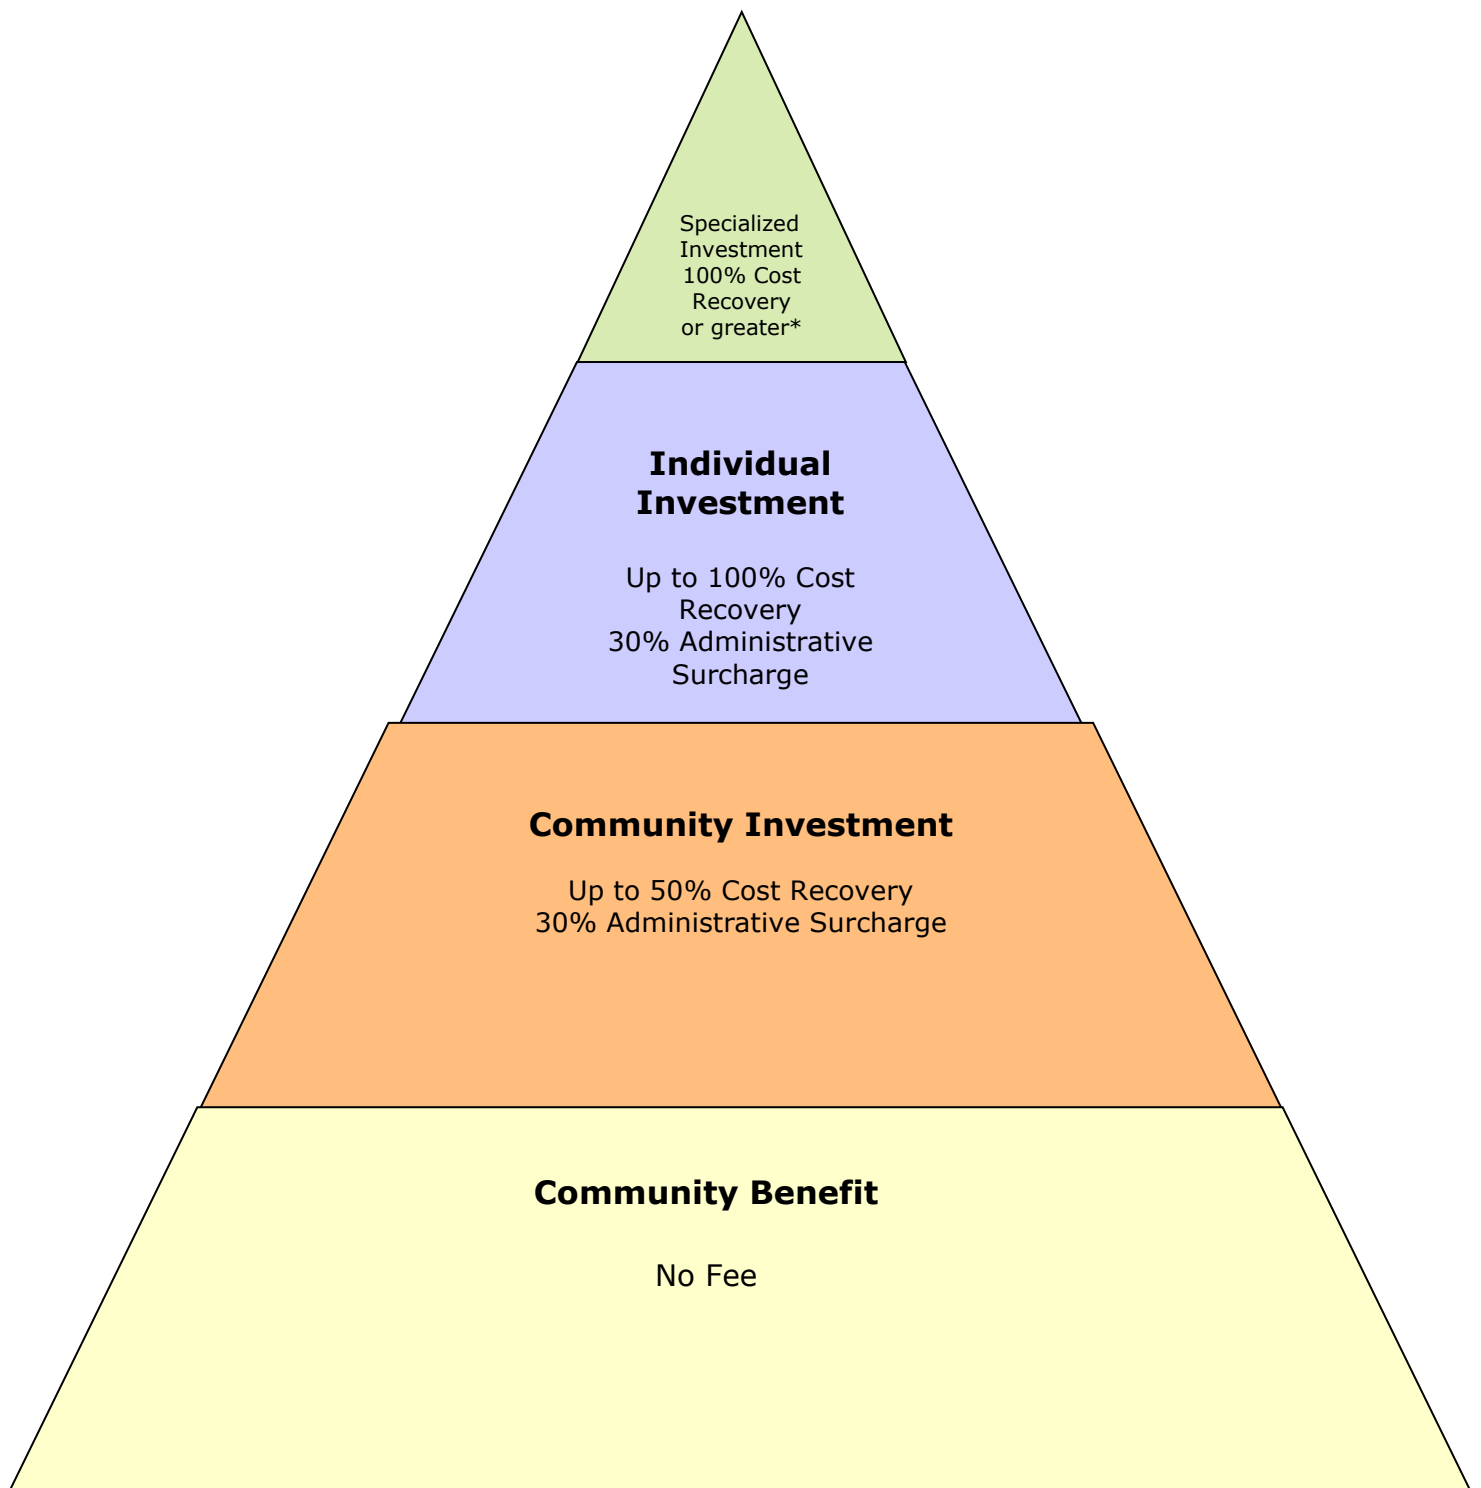 Specialized
Investment
100% Cost
Recovery
or greater*
Individual
Investment
Up to 100% Cost
Recovery
30% Administrative
Surcharge
Community Investment
Up to 50% Cost Recovery
30% Administrative Surcharge
Community Benefit
No Fee